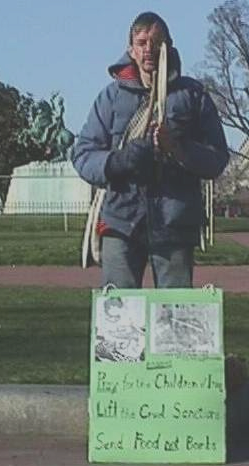 Pray for the Children of Iraq
Lift the Cruel Sanctions
Send Food not Bombs